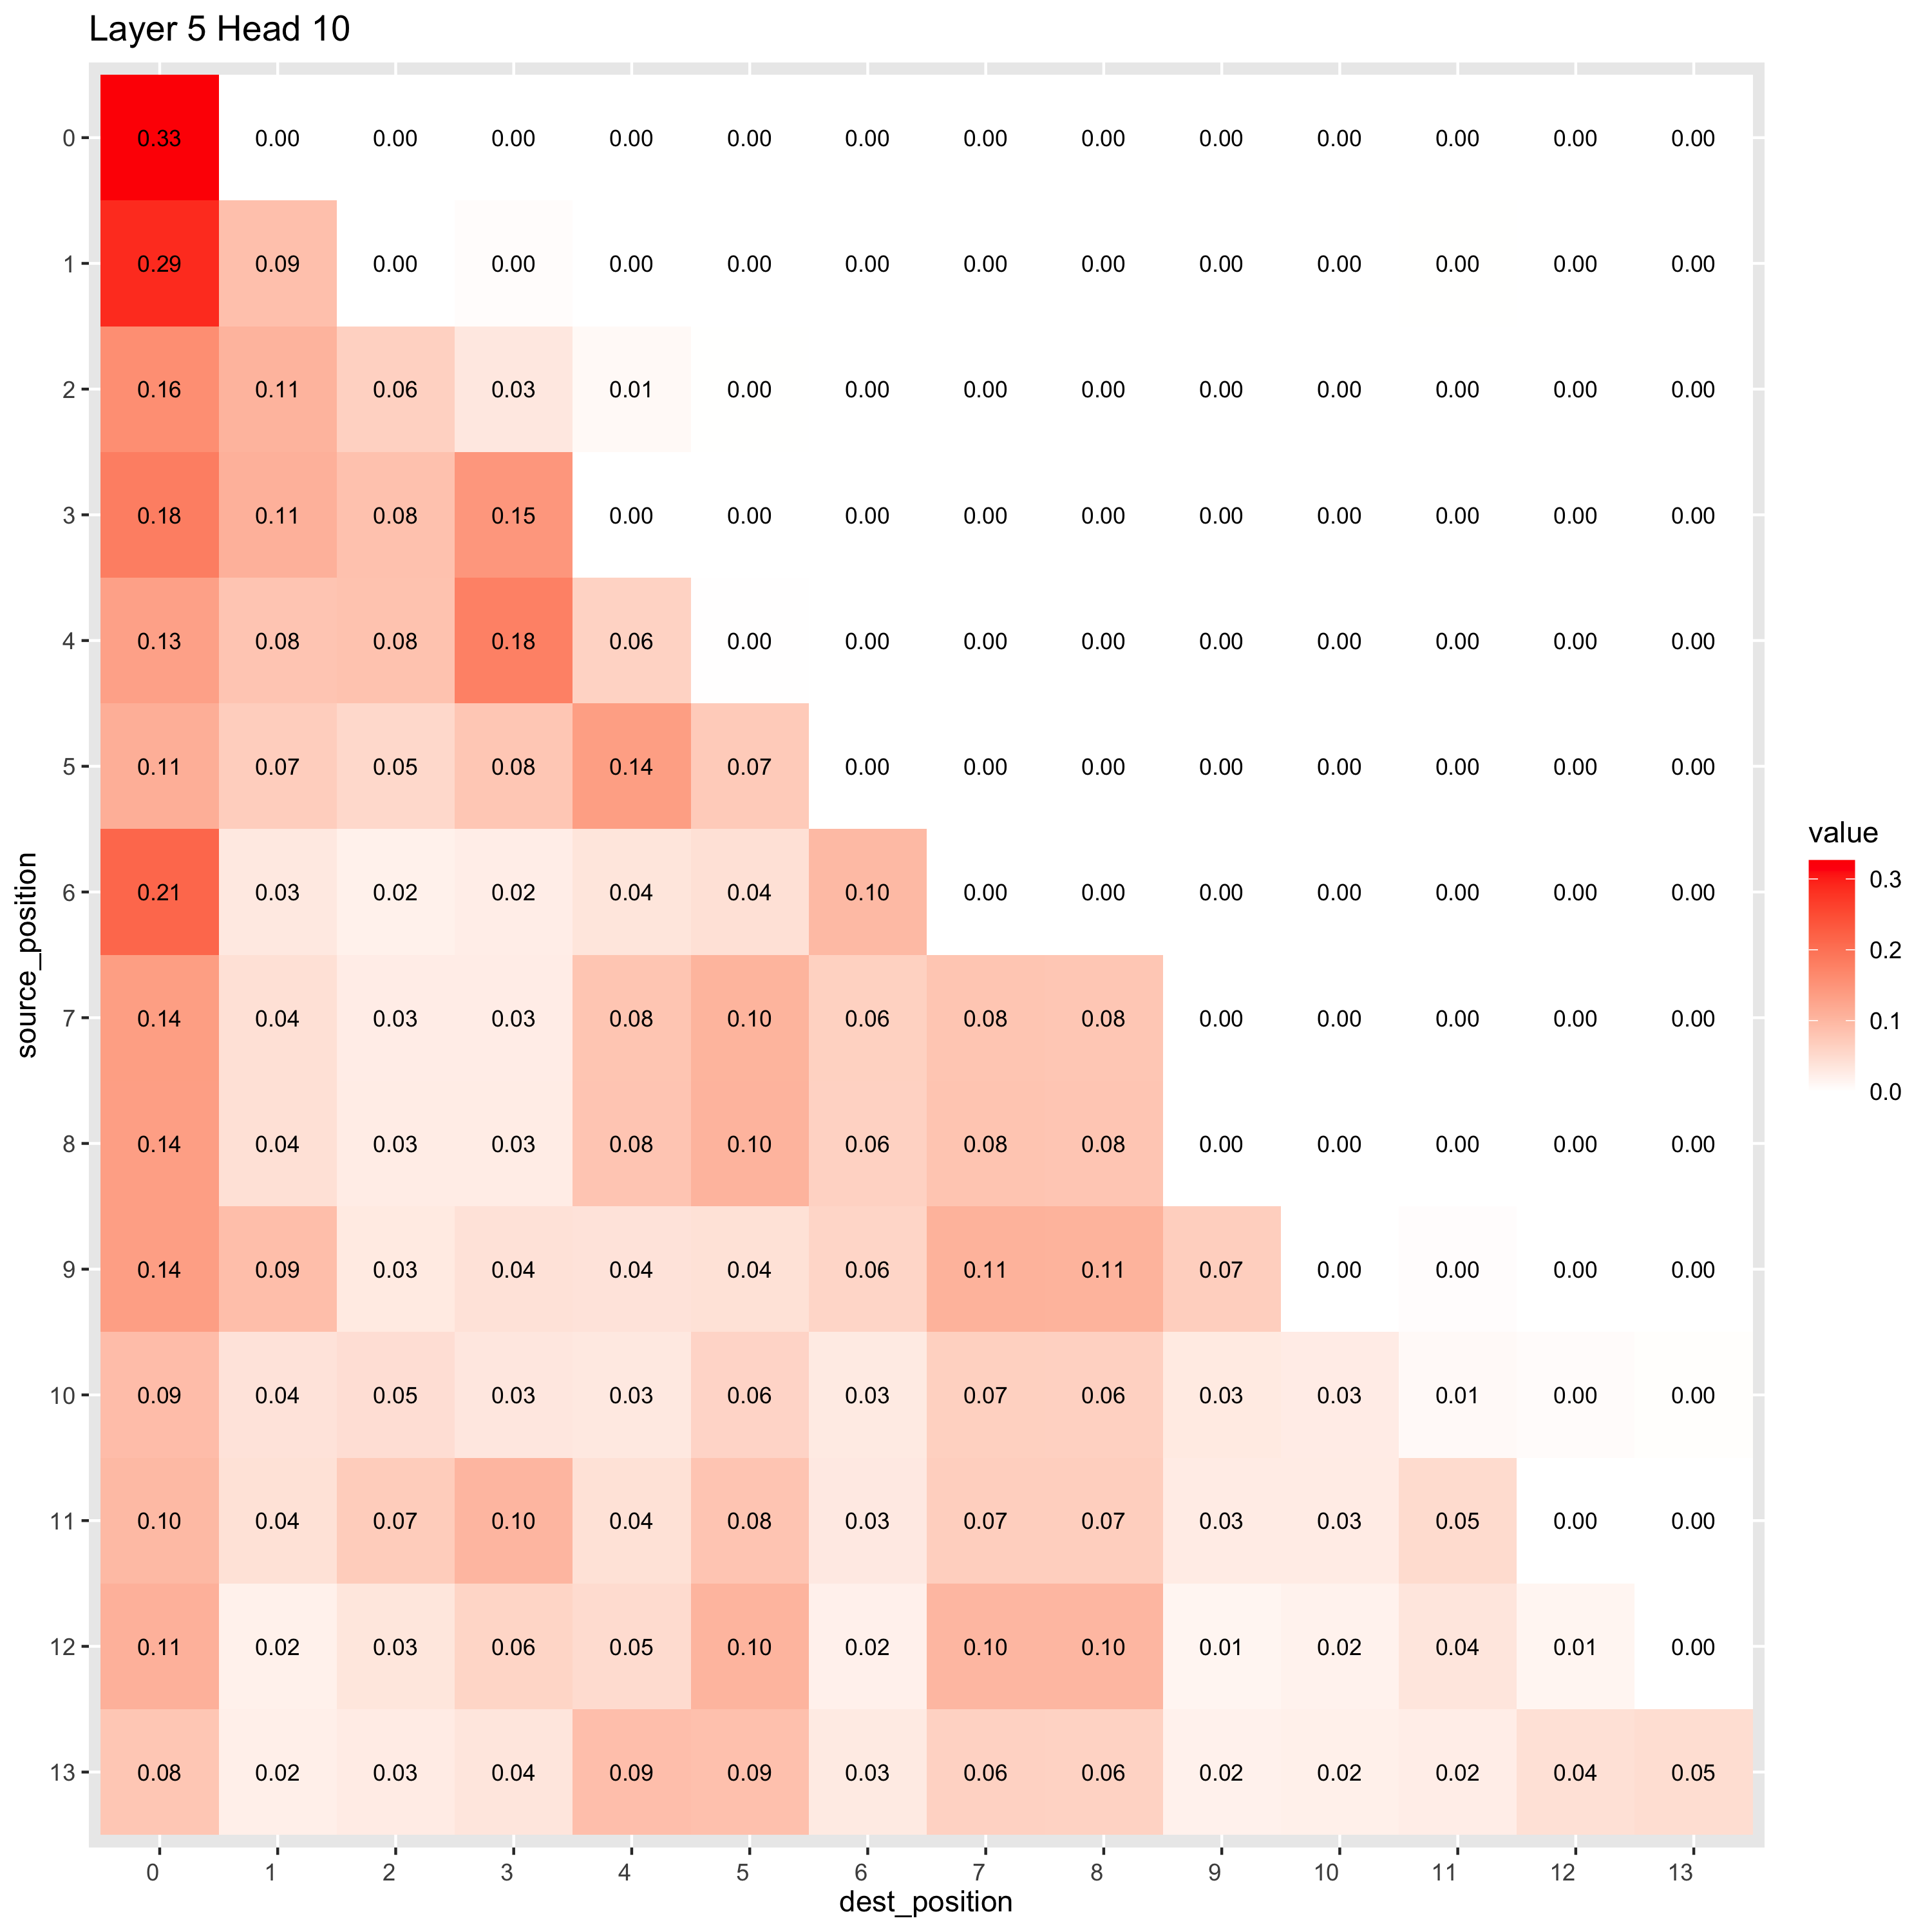 Layer 5 Head 10
0 0.33 0.00 0.00 0.00 0.00 0.00 0.00 0.00 0.00 0.00 0.00 0.00 0.00 0.00
1 0.29 0.09 0.00 0.00 0.00 0.00 0.00 0.00 0.00 0.00 0.00 0.00 0.00 0.00
2 0.16 0.11 0.06 0.03 0.01 0.00 0.00 0.00 0.00 0.00 0.00 0.00 0.00 0.00
3 0.18 0.11 0.08 0.15 0.00 0.00 0.00 0.00 0.00 0.00 0.00 0.00 0.00 0.00
4 0.13 0.08 0.08 0.18 0.06 0.00 0.00 0.00 0.00 0.00 0.00 0.00 0.00 0.00
5 0.11 0.07 0.05 0.08 0.14 0.07 0.00 0.00 0.00 0.00 0.00 0.00 0.00 0.00
6 0.21 0.03 0.02 0.02 0.04 0.04 0.10 0.00 0.00 0.00 0.00 0.00 0.00 0.00
7 0.14 0.04 0.03 0.03 0.08 0.10 0.06 0.08 0.08 0.00 0.00 0.00 0.00 0.00
8 0.14 0.04 0.03 0.03 0.08 0.10 0.06 0.08 0.08 0.00 0.00 0.00 0.00 0.00
9 0.14 0.09 0.03 0.04 0.04 0.04 0.06 0.11 0.11 0.07 0.00 0.00 0.00 0.00
10 0.09 0.04 0.05 0.03 0.03 0.06 0.03 0.07 0.06 0.03 0.03 0.01 0.00 0.00
11 0.10 0.04 0.07 0.10 0.04 0.08 0.03 0.07 0.07 0.03 0.03 0.05 0.00 0.00
12 0.11 0.02 0.03 0.06 0.05 0.10 0.02 0.10 0.10 0.01 0.02 0.04 0.01 0.00
13 0.08 0.02 0.03 0.04 0.09 0.09 0.03 0.06 0.06 0.02 0.02 0.02 0.04 0.05
0 1 2 3 4 5 6 7 8 9 10 11 12 13
dest_position
source_position
value
0.3
0.2
0.1
0.0